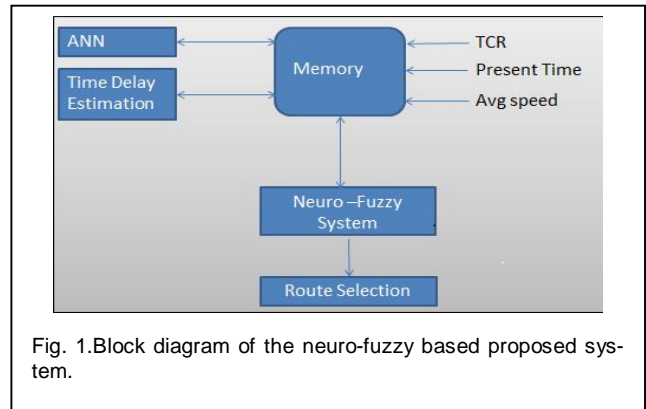 ANN
Time Delay
Estimation
Memory
TCR
Present Time
Avg speed
Neuro –Fuzzy
System
Route Selection
Fig. 1.Block diagram of the neuro-fuzzy based proposed sys-
tem.